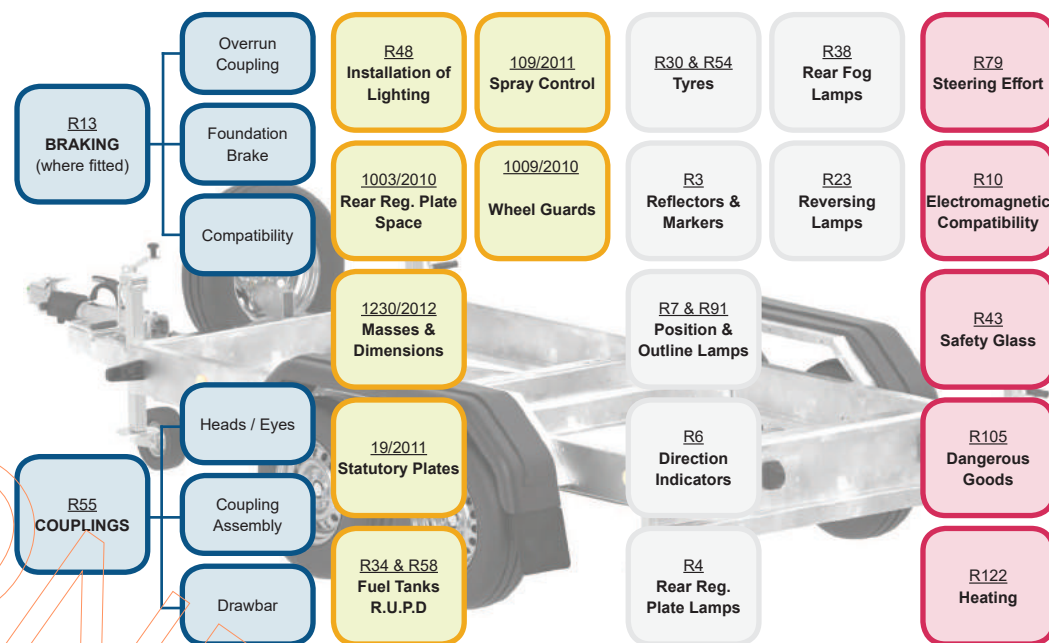 R13
BRAKING
(where fitted)
Overrun
Coupling
Foundation
Brake
Compatibility
R55
COUPLINGS
Heads / Eyes
Coupling
Assembly
Drawbar
R48
Installation of
Lighting
1003/2010
Rear Reg. Plate
Space
1230/2012
Masses &
Dimensions
19/2011
Statutory Plates
R34 & R58
Fuel Tanks
R.U.P.D
109/2011
Spray Control
1009/2010
Wheel Guards
R30 & R54
Tyres
R3
Reflectors &
Markers
R7 & R91
Position &
Outline Lamps
R6
Direction
Indicators
R4
Rear Reg.
Plate Lamps
R38
Rear Fog
Lamps
R23
Reversing
Lamps
R79
Steering Effort
R10
Electromagnetic
Compatibility
R43
Safety Glass
R105
Dangerous
Goods
R122
Heating